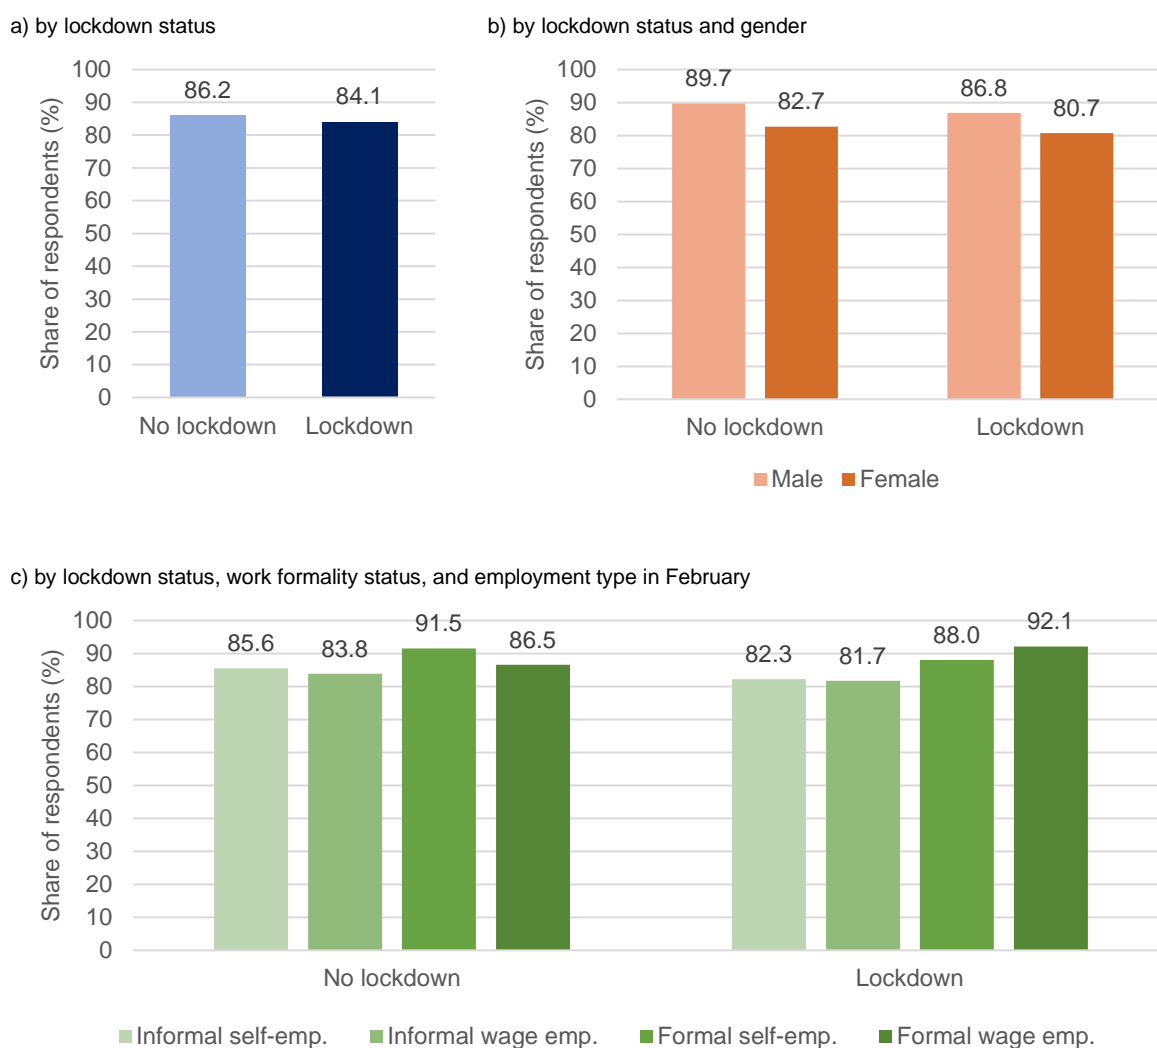 a) by lockdown status
100
90
80
70
60
50
40
30
20
10
0
Share of respondents (%)
86.2
84.1
No lockdown
Lockdown
b) by lockdown status and gender
100
90
80
70
60
50
40
30
20
10
0
Share of respondents (%)
89.7
82.7
86.8
80.7
No lockdown
Lockdown
Male
Female
c) by lockdown status, work formality status, and employment type in February
100
90
80
70
60
50
40
30
20
10
0
Share of respondents (%)
85.6
83.8
91.5
86.5
82.3
81.7
88.0
92.1
No lockdown
Lockdown
Informal self-emp.
Informal wage emp.
Formal self-emp.
Formal wage emp.